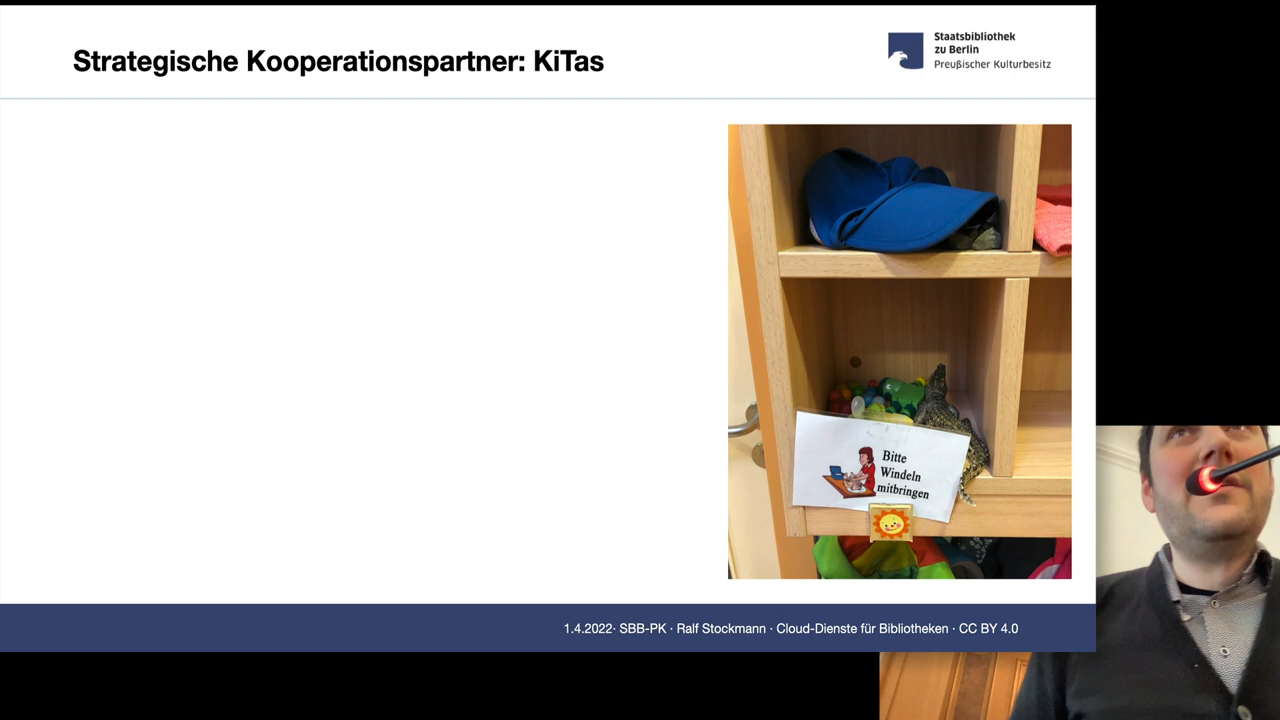 Strategische Kooperationspartner: KiTas
Staatsbibliothek
zu Berlin
Preußischer Kulturbesitz
Bitte
Windeln
mitbringen
1.4.2022· SBB-PK · Ralf Stockmann · Cloud-Dienste für Bibliotheken · CC BY 4.0